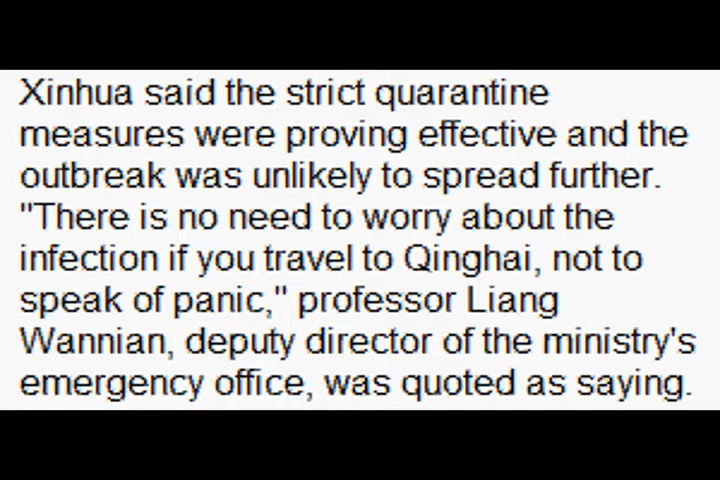 Xinhua said the strict quarantine
measures were proving effective and the
outbreak was unlikely to spread further.
"There is no need to worry about the
infection if you travel to Qinghai, not to
speak of panic," professor Liang
Wannian, deputy director of the ministry's
emergency office, was quoted as saying.